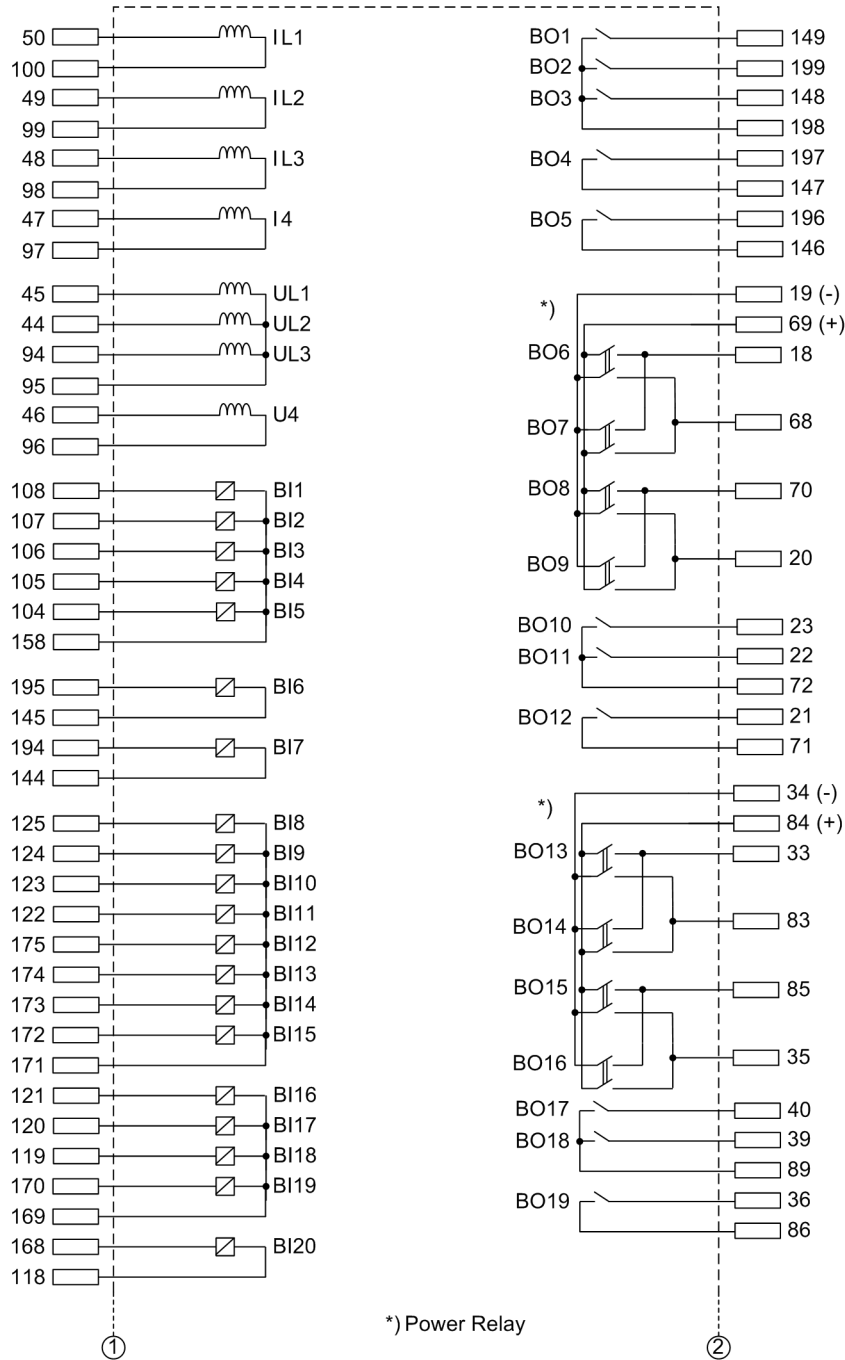 50 IL1 BO1 149
100 BO2 199
49 IL2 BO3 148
99 198
48 IL3 BO4 197
98 147
47 I4 BO5 196
97 146
45 UL1 19 (-)
*)
44 UL2 69 (+)
94 UL3 BO6 18
95
46 U4 BO7 68
96
108 BI1 BO8 70
107 BI2
106 BI3 BO9 20
105 BI4
104 BI5 BO10 23
158 BO11 22
195 BI6 72
145 BO12 21
194 BI7 71
144
34 (-)
*)
125 BI8 84 (+)
124 BI9 BO13 33
123 BI10
122 BI11 BO14 83
175 BI12
174 BI13 BO15 85
173 BI14
172 BI15 BO16 35
171
121 BI16 BO17 40
120 BI17 BO18 39
119 BI18 89
170 BI19 BO19 36
169 86
168 BI20
118
*) Power Relay
1 2